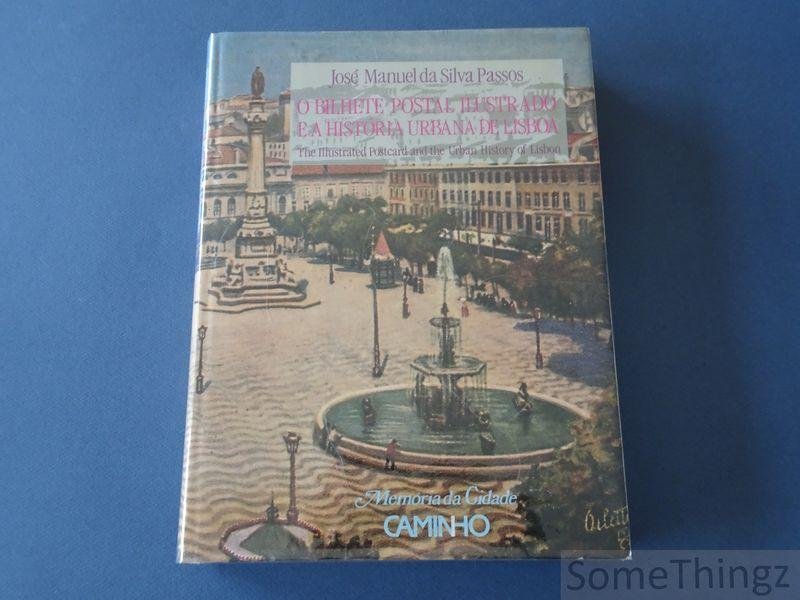 José Manuel da Silva Passos
O BILHETE POSTAL ILUSTRADO
E A HISTÓRIA URBANA DE LISBOA
The Illustrated Postcard and the Urban History of Lisbon
Memória da Cidade
CAMINHO
SomeThingz